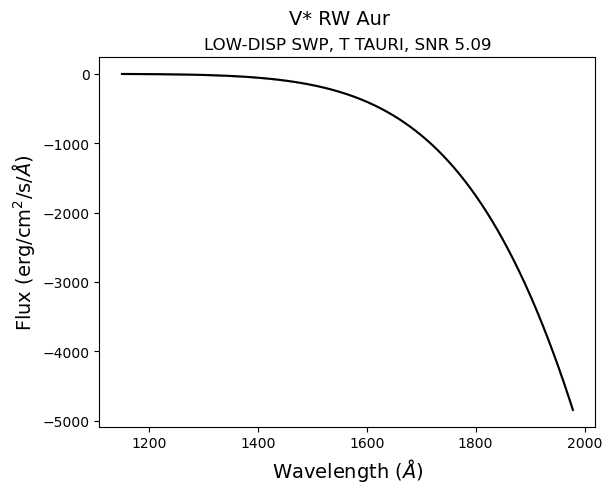 V* RW Aur
LOW-DISP SWP, T TAURI, SNR 5.09
0
−1000
−2000
−3000
−4000
−5000
Flux (erg/cm²/s/Å)
1200 1400 1600 1800 2000
Wavelength (Å)